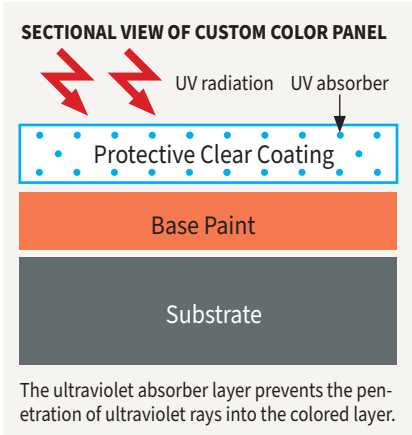 SECTIONAL VIEW OF CUSTOM COLOR PANEL
UV radiation UV absorber
Protective Clear Coating
Base Paint
Substrate
The ultraviolet absorber layer prevents the pen-
etration of ultraviolet rays into the colored layer.